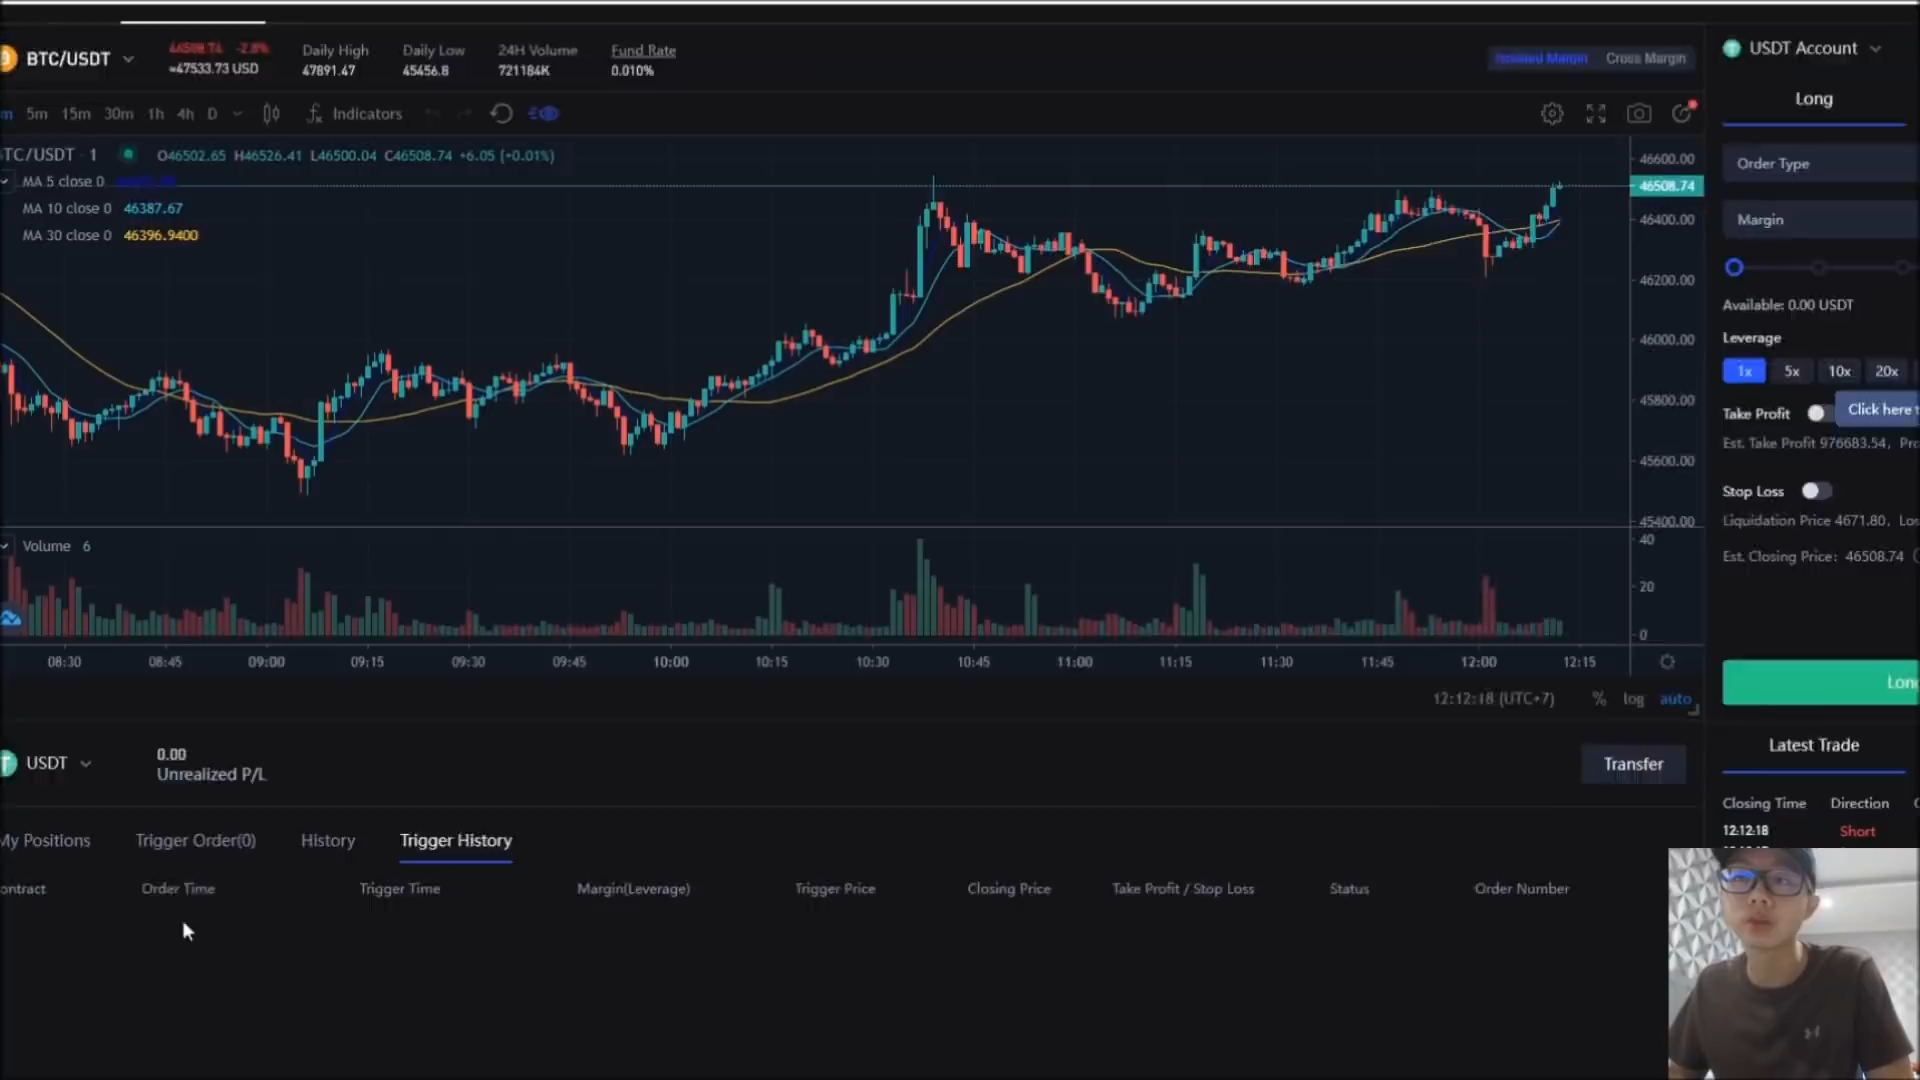 BTC/USDT
46508.74 -2.8%
≈47533.73 USD
Daily High
47891.47
Daily Low
45456.8
24H Volume
721184K
Fund Rate
0.010%
Isolated Margin Cross Margin
USDT Account
m 5m 15m 30m 1h 4h D
Indicators
Long
TC/USDT · 1 O46502.65 H46526.41 L46500.04 C46508.74 +6.05 (+0.01%)
MA 5 close 0
MA 10 close 0 46387.67
MA 30 close 0 46396.9400
46600.00
46508.74
46400.00
46200.00
46000.00
45800.00
45600.00
45400.00
Order Type
Margin
Available: 0.00 USDT
Leverage
1x 5x 10x 20x
Take Profit
Click here t
Est. Take Profit 976683.54, Pro
Stop Loss
Liquidation Price 4671.80, Los
Est. Closing Price: 46508.74
Volume 6
40
20
0
08:30 08:45 09:00 09:15 09:30 09:45 10:00 10:15 10:30 10:45 11:00 11:15 11:30 11:45 12:00 12:15
Long
12:12:18 (UTC+7) % log auto
USDT
0.00
Unrealized P/L
Transfer
Latest Trade
Closing Time Direction
12:12:18 Short
My Positions Trigger Order(0) History Trigger History
ontract Order Time Trigger Time Margin(Leverage) Trigger Price Closing Price Take Profit / Stop Loss Status Order Number